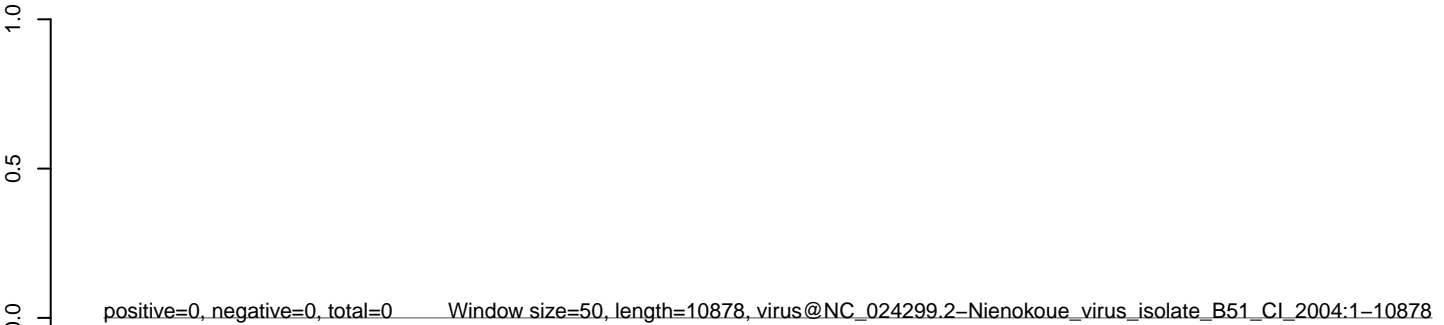 1.0
0.5
0.0
positive=0, negative=0, total=0 Window size=50, length=10878, virus@NC_024299.2−Nienokoue_virus_isolate_B51_CI_2004:1−10878